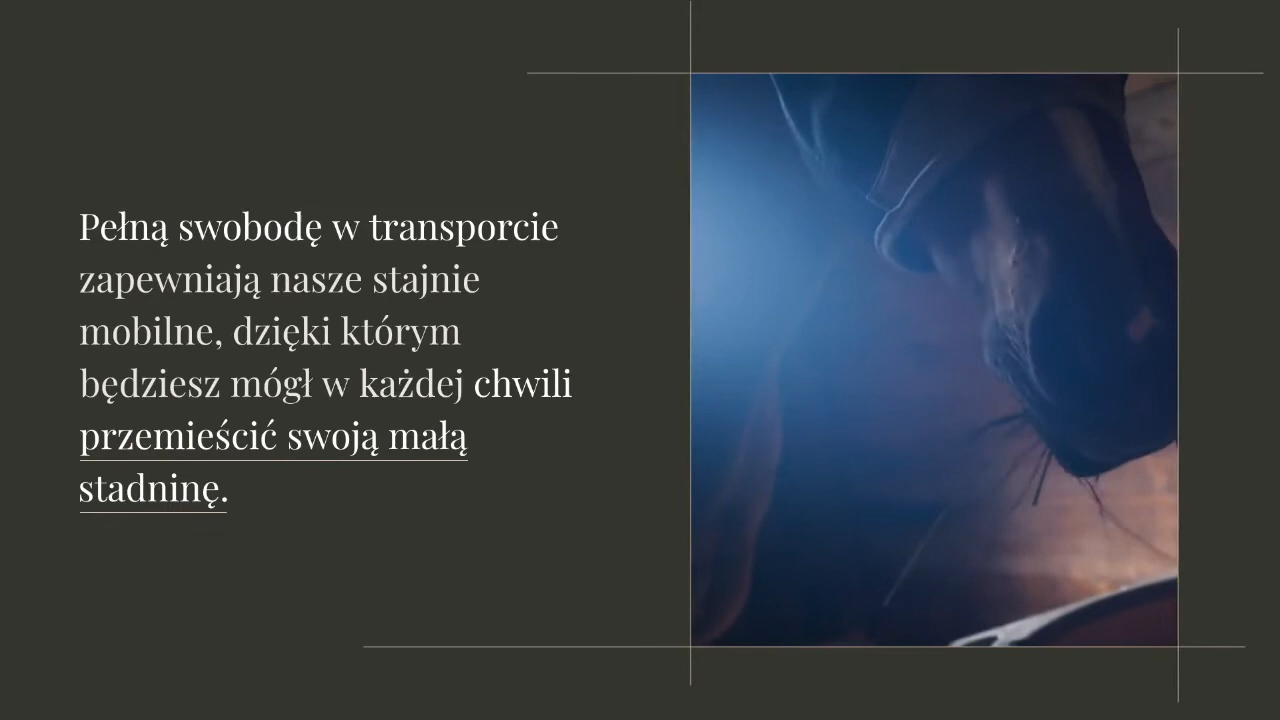 Pełną swobodę w transporcie
zapewniają nasze stajnie
mobilne, dzięki którym
będziesz mógł w każdej chwili
przemieścić swoją małą
stadninę.